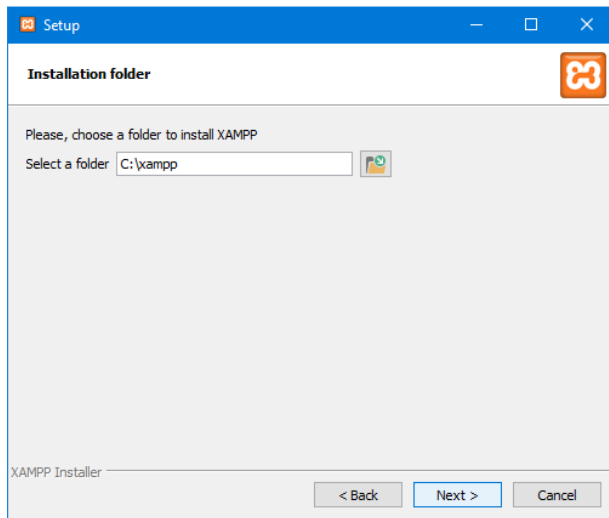 Setup
Installation folder
Please, choose a folder to install XAMPP
Select a folder C:\xampp
XAMPP Installer
< Back Next > Cancel